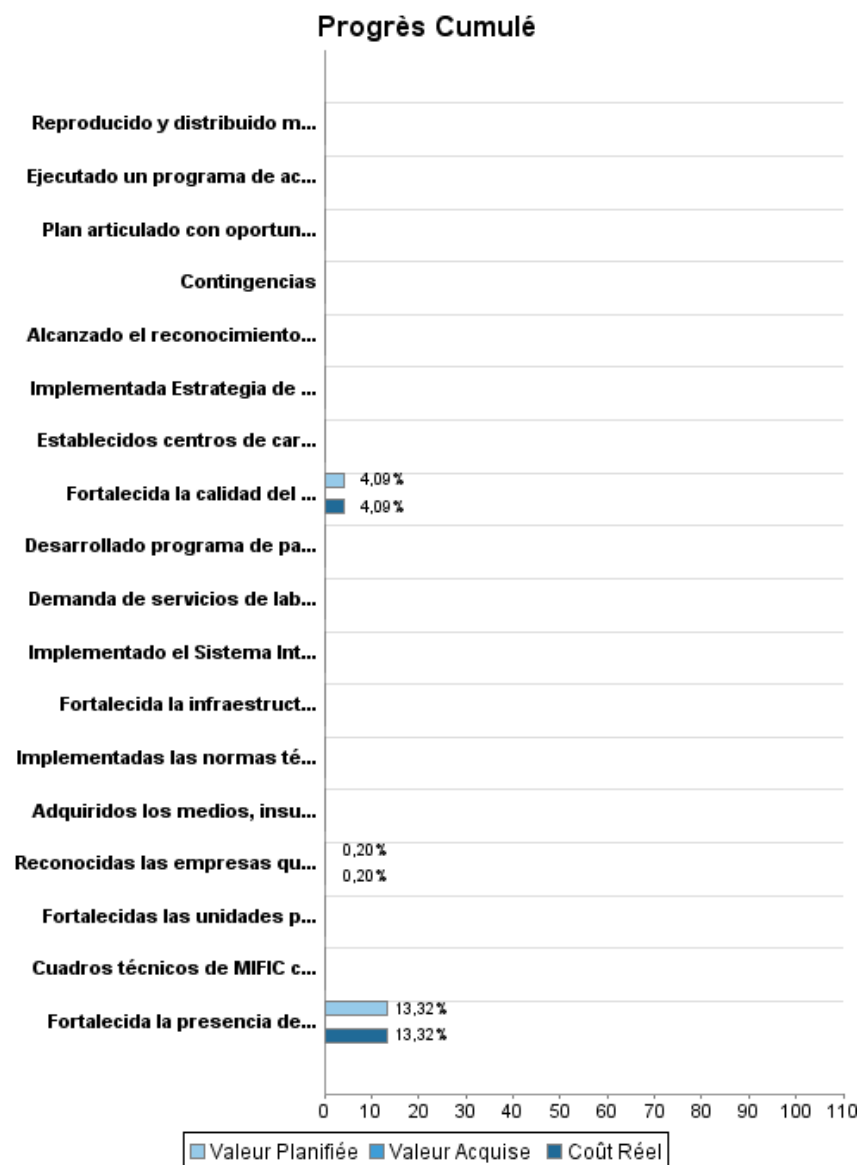 Progrès Cumulé
Reproducido y distribuido m...
Ejecutado un programa de ac...
Plan articulado con oportun...
Contingencias
Alcanzado el reconocimiento...
Implementada Estrategia de ...
Establecidos centros de car...
4,09%
Fortalecida la calidad del ...
4,09%
Desarrollado programa de pa...
Demanda de servicios de lab...
Implementado el Sistema Int...
Fortalecida la infraestruct...
Implementadas las normas té...
Adquiridos los medios, insu...
0,20%
Reconocidas las empresas qu...
0,20%
Fortalecidas las unidades p...
Cuadros técnicos de MIFIC c...
13,32%
Fortalecida la presencia de...
13,32%
0 10 20 30 40 50 60 70 80 90 100 110
Valeur Planifiée Valeur Acquise Coût Réel